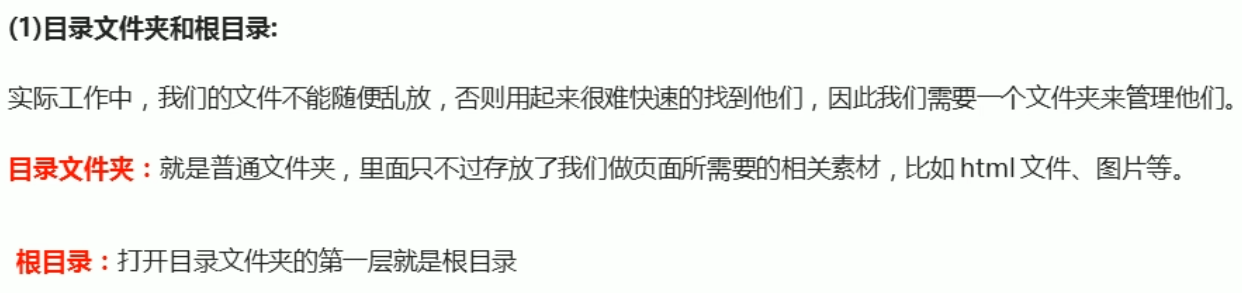 (1)目录文件夹和根目录:
实际工作中，我们的文件不能随便乱放，否则用起来很难快速的找到他们，因此我们需要一个文件夹来管理他们。
目录文件夹：就是普通文件夹，里面只不过存放了我们做页面所需要的相关素材，比如 html 文件、图片等。
根目录：打开目录文件夹的第一层就是根目录